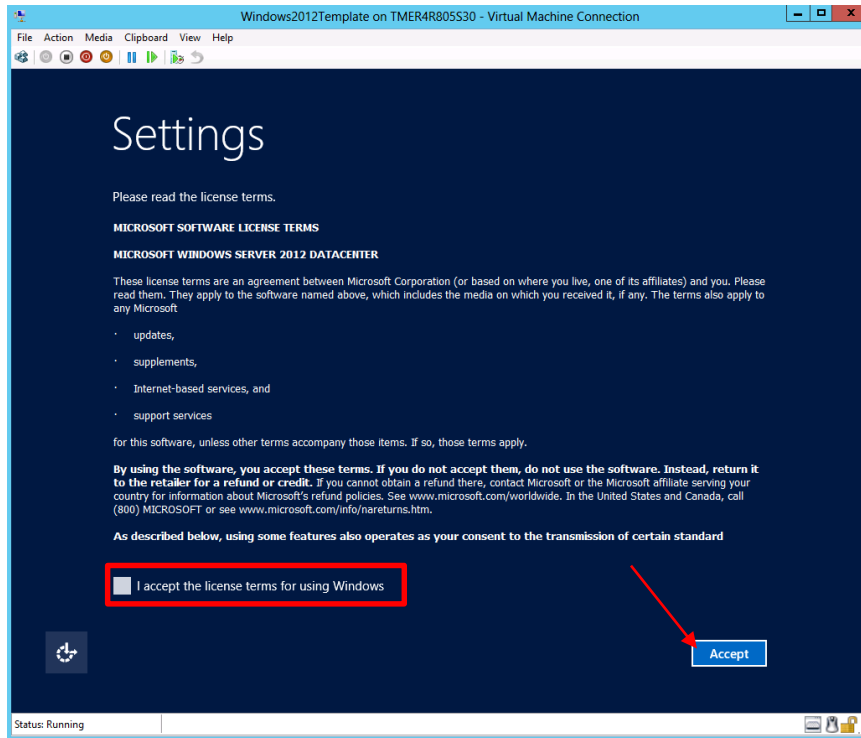 Windows2012Template on TMER4R805S30 - Virtual Machine Connection
File Action Media Clipboard View Help
Settings
Please read the license terms.
MICROSOFT SOFTWARE LICENSE TERMS
MICROSOFT WINDOWS SERVER 2012 DATACENTER
These license terms are an agreement between Microsoft Corporation (or based on where you live, one of its affiliates) and you. Please
read them. They apply to the software named above, which includes the media on which you received it, if any. The terms also apply to
any Microsoft
· updates,
· supplements,
· Internet-based services, and
· support services
for this software, unless other terms accompany those items. If so, those terms apply.
By using the software, you accept these terms. If you do not accept them, do not use the software. Instead, return it
to the retailer for a refund or credit. If you cannot obtain a refund there, contact Microsoft or the Microsoft affiliate serving your
country for information about Microsoft's refund policies. See www.microsoft.com/worldwide. In the United States and Canada, call
(800) MICROSOFT or see www.microsoft.com/info/nareturns.htm.
As described below, using some features also operates as your consent to the transmission of certain standard
I accept the license terms for using Windows
Accept
Status: Running